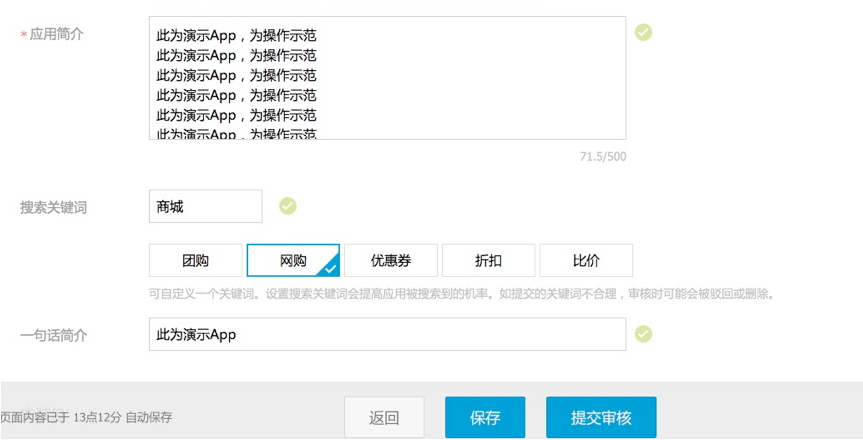 *应用简介
此为演示App，为操作示范
此为演示App，为操作示范
此为演示App，为操作示范
此为演示App，为操作示范
此为演示App，为操作示范
此为演示App，为操作示范
71.5/500
搜索关键词
商城
团购 网购 优惠券 折扣 比价
可自定义一个关键词。设置搜索关键词会提高应用被搜索到的机率。如提交的关键词不合理，审核时可能会被驳回或删除。
一句话简介
此为演示App
页面内容已于 13点12分 自动保存
返回 保存 提交审核